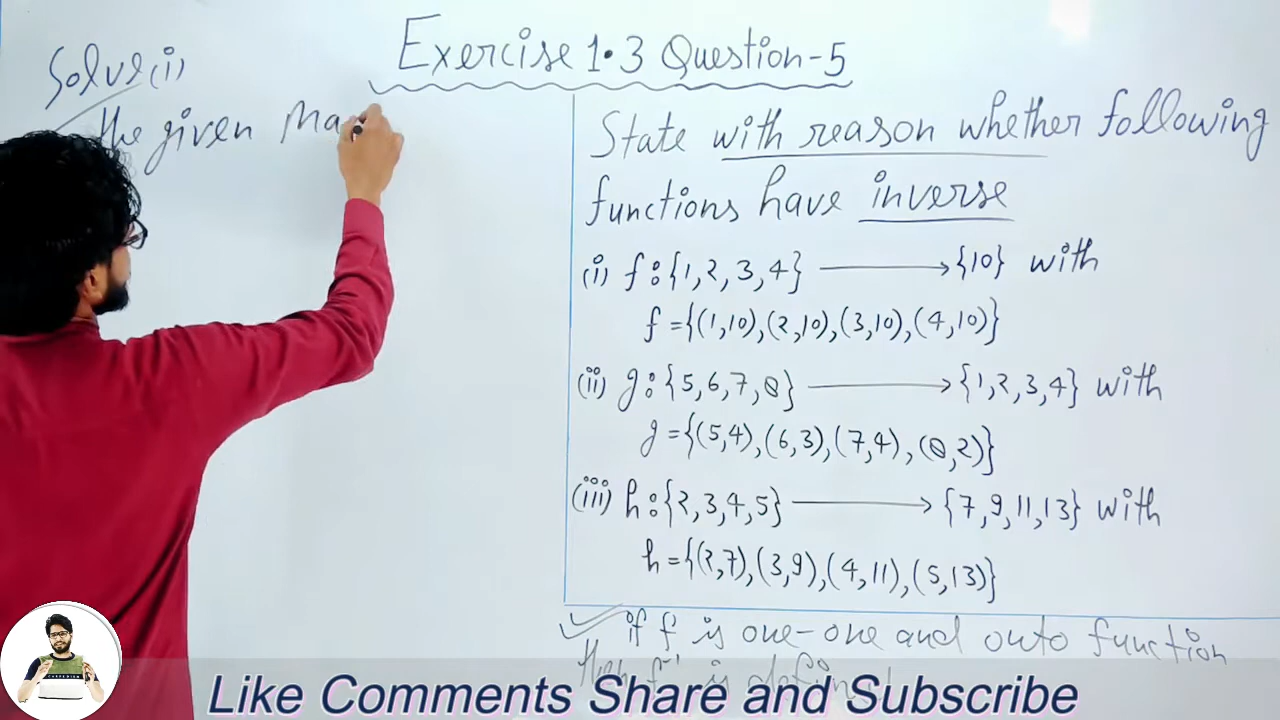 Exercise 1.3 Question-5
Solve(i)
the given Ma
State with reason whether following
functions have inverse
(i) f:{1,2,3,4} ⟶ {10} with
f={(1,10),(2,10),(3,10),(4,10)}
(ii) g:{5,6,7,8} ⟶ {1,2,3,4} with
g={(5,4),(6,3),(7,4),(8,2)}
(iii) h:{2,3,4,5} ⟶ {7,9,11,13} with
h={(2,7),(3,9),(4,11),(5,13)}
if f is one-one and onto function
then f⁻¹ is defined
Like Comments Share and Subscribe